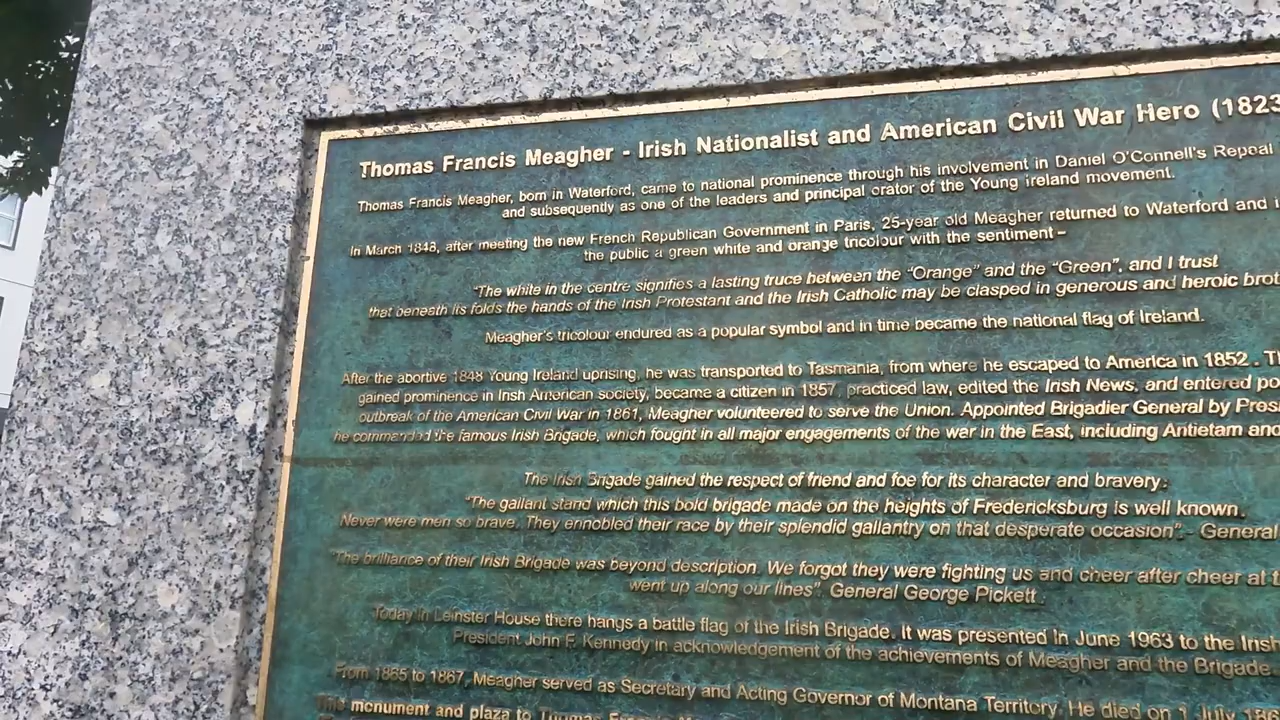 Thomas Francis Meagher - Irish Nationalist and American Civil War Hero (1823
Thomas Francis Meagher, born in Waterford, came to national prominence through his involvement in Daniel O'Connell's Repeal
and subsequently as one of the leaders and principal orator of the Young Ireland movement.
In March 1848, after meeting the new French Republican Government in Paris, 25-year old Meagher returned to Waterford and
the public a green white and orange tricolour with the sentiment –
"The white in the centre signifies a lasting truce between the "Orange" and the "Green", and I trust
that beneath its folds the hands of the Irish Protestant and the Irish Catholic may be clasped in generous and heroic brot
Meagher's tricolour endured as a popular symbol and in time became the national flag of Ireland.
After the abortive 1848 Young Ireland uprising, he was transported to Tasmania, from where he escaped to America in 1852 .
gained prominence in Irish American society, became a citizen in 1857, practiced law, edited the Irish News, and entered po
outbreak of the American Civil War in 1861, Meagher volunteered to serve the Union. Appointed Brigadier General by Pres
he commanded the famous Irish Brigade, which fought in all major engagements of the war in the East, including Antietam and
The Irish Brigade gained the respect of friend and foe for its character and bravery:
"The gallant stand which this bold brigade made on the heights of Fredericksburg is well known.
Never were men so brave. They ennobled their race by their splendid gallantry on that desperate occasion". - General
"The brilliance of their Irish Brigade was beyond description. We forgot they were fighting us and cheer after cheer at
went up along our lines". General George Pickett.
Today in Leinster House there hangs a battle flag of the Irish Brigade. It was presented in June 1963 to the Irish
President John F. Kennedy in acknowledgement of the achievements of Meagher and the Brigade.
From 1865 to 1867, Meagher served as Secretary and Acting Governor of Montana Territory. He died on 1 July 186
This monument and plaza to Thomas